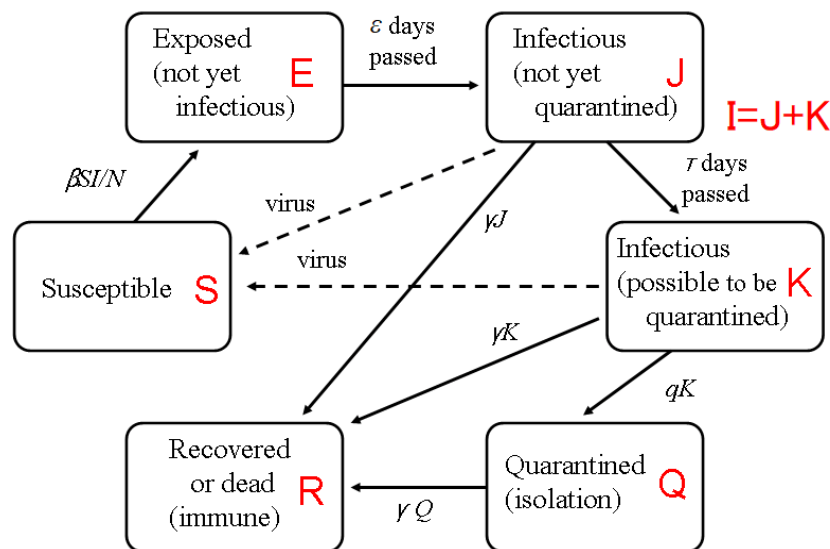 Exposed
(not yet
infectious)
E
ε days
passed
Infectious
(not yet
quarantined)
J
I=J+K
βSI/N
virus
γJ
τ days
passed
Susceptible
S
virus
Infectious
(possible to be
quarantined)
K
γK
qK
Recovered
or dead
(immune)
R
γ Q
Quarantined
(isolation)
Q